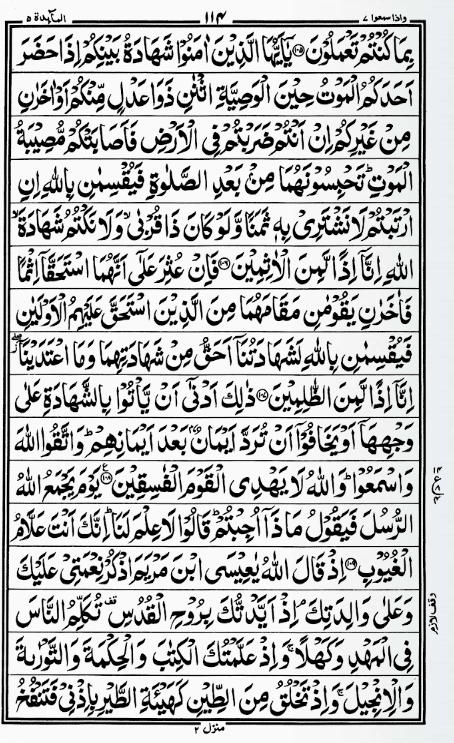 واذا سمعوا ٧ ١١٤ المآىدة ٥
بِمَا كُنْتُمْ تَعْمَلُوْنَ ۝١٠٥ يٰۤاَيُّهَا الَّذِيْنَ اٰمَنُوْا شَهَادَةُ بَيْنِكُمْ اِذَا حَضَرَ
اَحَدَكُمُ الْمَوْتُ حِيْنَ الْوَصِيَّةِ اثْنٰنِ ذَوَا عَدْلٍ مِّنْكُمْ اَوْ اٰخَرٰنِ
مِنْ غَيْرِكُمْ اِنْ اَنْتُمْ ضَرَبْتُمْ فِى الْاَرْضِ فَاَصَابَتْكُمْ مُّصِيْبَةُ
الْمَوْتِ ؕ تَحْبِسُوْنَهُمَا مِنْۢ بَعْدِ الصَّلٰوةِ فَيُقْسِمٰنِ بِاللّٰهِ اِنِ
ارْتَبْتُمْ لَا نَشْتَرِىْ بِهٖ ثَمَنًا وَّلَوْ كَانَ ذَا قُرْبٰى ۙ وَلَا نَكْتُمُ شَهَادَةَ ۙ
اللّٰهِ اِنَّاۤ اِذًا لَّمِنَ الْاٰثِمِيْنَ ۝١٠٦ فَاِنْ عُثِرَ عَلٰۤى اَنَّهُمَا اسْتَحَقَّاۤ اِثْمًا
فَاٰخَرٰنِ يَقُوْمٰنِ مَقَامَهُمَا مِنَ الَّذِيْنَ اسْتَحَقَّ عَلَيْهِمُ الْاَوْلَيٰنِ
فَيُقْسِمٰنِ بِاللّٰهِ لَشَهَادَتُنَاۤ اَحَقُّ مِنْ شَهَادَتِهِمَا وَمَا اعْتَدَيْنَاۤ ۖ
اِنَّاۤ اِذًا لَّمِنَ الظّٰلِمِيْنَ ۝١٠٧ ذٰلِكَ اَدْنٰۤى اَنْ يَّاْتُوْا بِالشَّهَادَةِ عَلٰى
وَجْهِهَاۤ اَوْ يَخَافُوْۤا اَنْ تُرَدَّ اَيْمَانٌۢ بَعْدَ اَيْمَانِهِمْ ؕ وَاتَّقُوا اللّٰهَ
وَاسْمَعُوْا ؕ وَاللّٰهُ لَا يَهْدِى الْقَوْمَ الْفٰسِقِيْنَ ۝١٠٨ يَوْمَ يَجْمَعُ اللّٰهُ
الرُّسُلَ فَيَقُوْلُ مَاذَاۤ اُجِبْتُمْ ؕ قَالُوْا لَا عِلْمَ لَنَا ؕ اِنَّكَ اَنْتَ عَلَّامُ
الْغُيُوْبِ ۝١٠٩ اِذْ قَالَ اللّٰهُ يٰعِيْسَى ابْنَ مَرْيَمَ اذْكُرْ نِعْمَتِىْ عَلَيْكَ
وَعَلٰى وَالِدَتِكَ ۘ اِذْ اَيَّدْتُّكَ بِرُوْحِ الْقُدُسِ ۫ تُكَلِّمُ النَّاسَ
فِى الْمَهْدِ وَكَهْلًا ۚ وَاِذْ عَلَّمْتُكَ الْكِتٰبَ وَالْحِكْمَةَ وَالتَّوْرٰىةَ
وَالْاِنْجِيْلَ ۚ وَاِذْ تَخْلُقُ مِنَ الطِّيْنِ كَهَيْـَٔةِ الطَّيْرِ بِاِذْنِىْ فَتَنْفُخُ
منزل ٢
وقف لازم